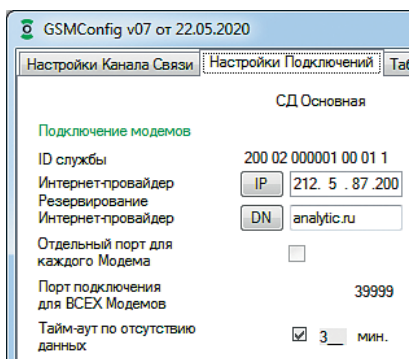 GSMConfig v07 от 22.05.2020
Настройки Канала Связи Настройки Подключений Таб
СД Основная
Подключение модемов
ID службы 200 02 000001 00 01 1
Интернет-провайдер IP 212. 5 . 87 .200
Резервирование
Интернет-провайдер DN analytic.ru
Отдельный порт для
каждого Модема
Порт подключения 39999
для ВСЕХ Модемов
Тайм-аут по отсутствию 3__ мин.
данных